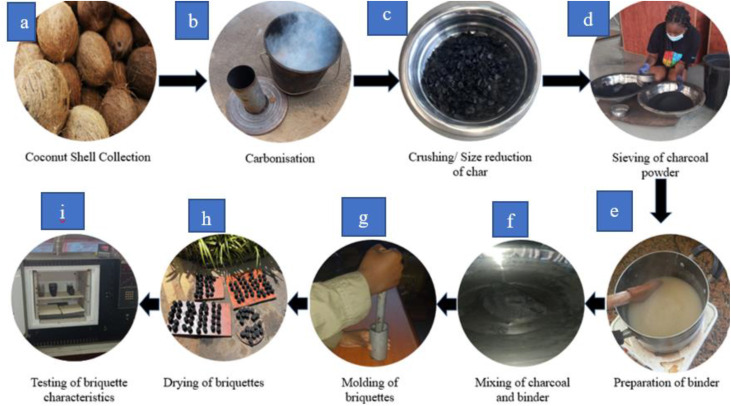 a
b
c
d
Coconut Shell Collection
Carbonisation
Crushing/ Size reduction
of char
Sieving of charcoal
powder
i
h
g
f
e
Testing of briquette
characteristics
Drying of briquettes
Molding of
briquettes
Mixing of charcoal
and binder
Preparation of binder